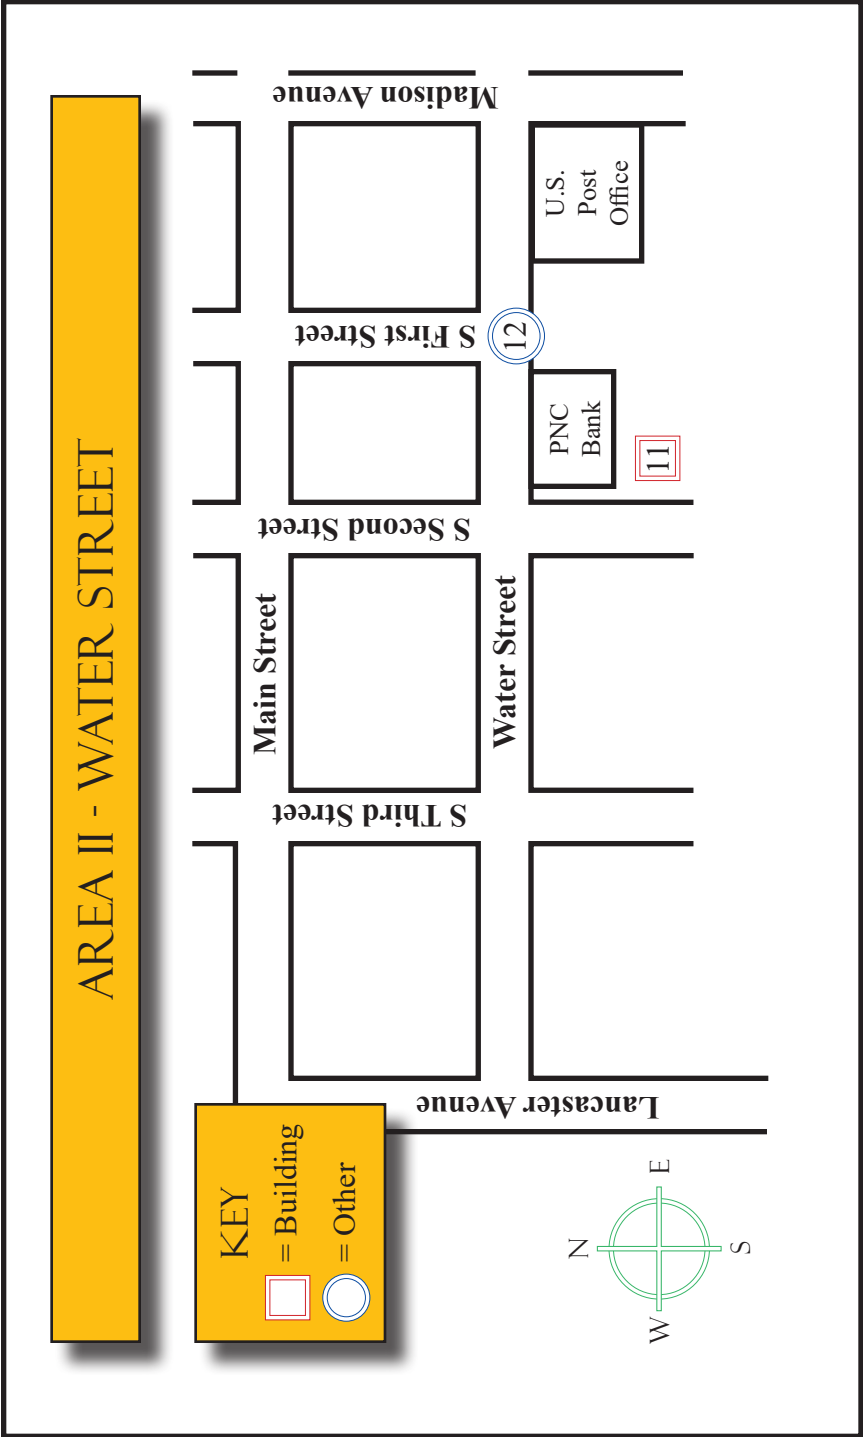 AREA II - WATER STREET
KEY
= Building
= Other
Lancaster Avenue
S Third Street
S Second Street
S First Street
Madison Avenue
Main Street
Water Street
12
PNC
Bank
11
U.S.
Post
Office
N
W
E
S